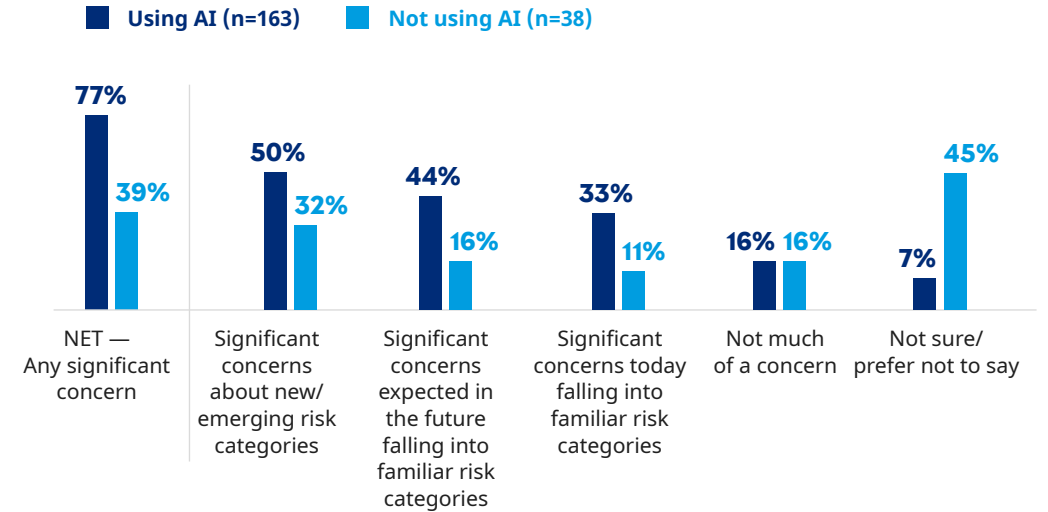 Using AI (n=163)
Not using AI (n=38)
77%
39%
50%
32%
44%
16%
33%
11%
16%
16%
7%
45%
NET —
Any significant
concern
Significant
concerns
about new/
emerging risk
categories
Significant
concerns
expected in
the future
falling into
familiar risk
categories
Significant
concerns today
falling into
familiar risk
categories
Not much
of a concern
Not sure/
prefer not to say